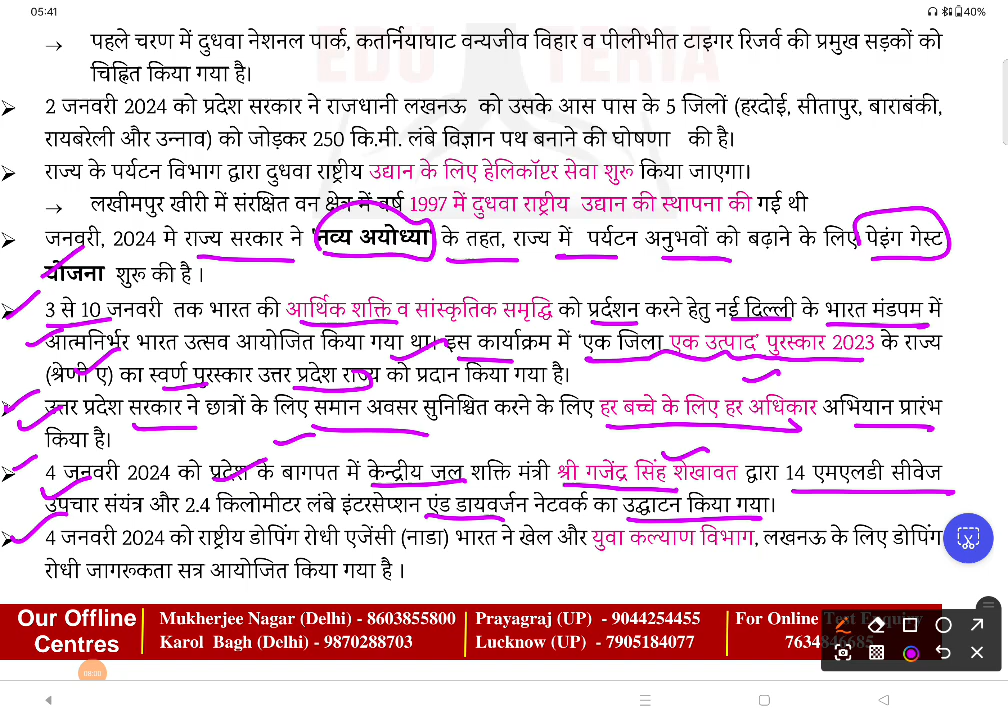 05:41
40%
EDU TERIA
→ पहले चरण में दुधवा नेशनल पार्क, कतर्नियाघाट वन्यजीव विहार व पीलीभीत टाइगर रिजर्व की प्रमुख सड़कों को
चिह्नित किया गया है।
➢ 2 जनवरी 2024 को प्रदेश सरकार ने राजधानी लखनऊ को उसके आस पास के 5 जिलों (हरदोई, सीतापुर, बाराबंकी,
रायबरेली और उन्नाव) को जोड़कर 250 कि.मी. लंबे विज्ञान पथ बनाने की घोषणा की है।
➢ राज्य के पर्यटन विभाग द्वारा दुधवा राष्ट्रीय उद्यान के लिए हेलिकॉप्टर सेवा शुरू किया जाएगा।
→ लखीमपुर खीरी में संरक्षित वन क्षेत्र में वर्ष 1997 में दुधवा राष्ट्रीय उद्यान की स्थापना की गई थी
➢ जनवरी, 2024 मे राज्य सरकार ने 'नव्य अयोध्या' के तहत, राज्य में पर्यटन अनुभवों को बढ़ाने के लिए पेइंग गेस्ट
योजना शुरू की है ।
➢ 3 से 10 जनवरी तक भारत की आर्थिक शक्ति व सांस्कृतिक समृद्धि को प्रर्दशन करने हेतु नई दिल्ली के भारत मंडपम में
आत्मनिर्भर भारत उत्सव आयोजित किया गया था। इस कार्यक्रम में 'एक जिला एक उत्पाद' पुरस्कार 2023 के राज्य
(श्रेणी ए) का स्वर्ण पुरस्कार उत्तर प्रदेश राज्य को प्रदान किया गया है।
➢ उत्तर प्रदेश सरकार ने छात्रों के लिए समान अवसर सुनिश्चित करने के लिए हर बच्चे के लिए हर अधिकार अभियान प्रारंभ
किया है।
➢ 4 जनवरी 2024 को प्रदेश के बागपत में केन्द्रीय जल शक्ति मंत्री श्री गजेंद्र सिंह शेखावत द्वारा 14 एमएलडी सीवेज
उपचार संयंत्र और 2.4 किलोमीटर लंबे इंटरसेप्शन एंड डायवर्जन नेटवर्क का उद्घाटन किया गया।
➢ 4 जनवरी 2024 को राष्ट्रीय डोपिंग रोधी एजेंसी (नाडा) भारत ने खेल और युवा कल्याण विभाग, लखनऊ के लिए डोपिंग
रोधी जागरूकता सत्र आयोजित किया गया है ।
Our Offline
Centres
Mukherjee Nagar (Delhi) - 8603855800
Karol Bagh (Delhi) - 9870288703
Prayagraj (UP) - 9044254455
Lucknow (UP) - 7905184077
For Online Test Enquiry
7634846685